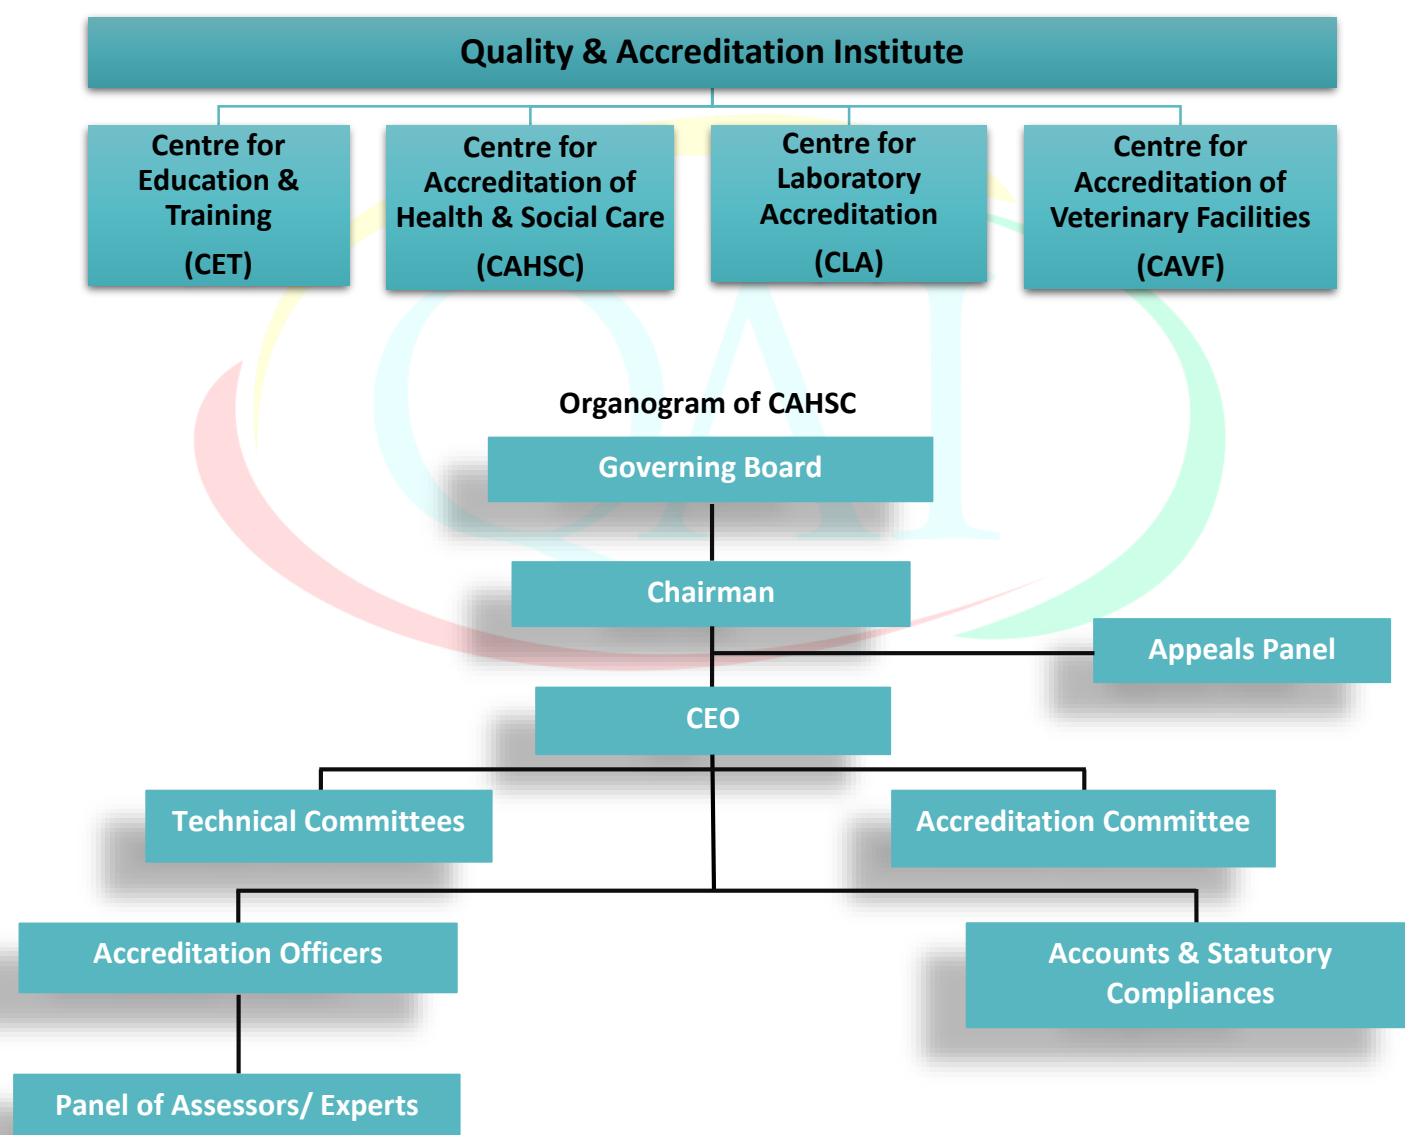 Quality & Accreditation Institute
Centre for
Education &
Training
(CET)
Centre for
Accreditation of
Health & Social Care
(CAHSC)
Centre for
Laboratory
Accreditation
(CLA)
Centre for
Accreditation of
Veterinary Facilities
(CAVF)
QAI
Organogram of CAHSC
Governing Board
Chairman
Appeals Panel
CEO
Technical Committees
Accreditation Committee
Accreditation Officers
Accounts & Statutory
Compliances
Panel of Assessors/ Experts